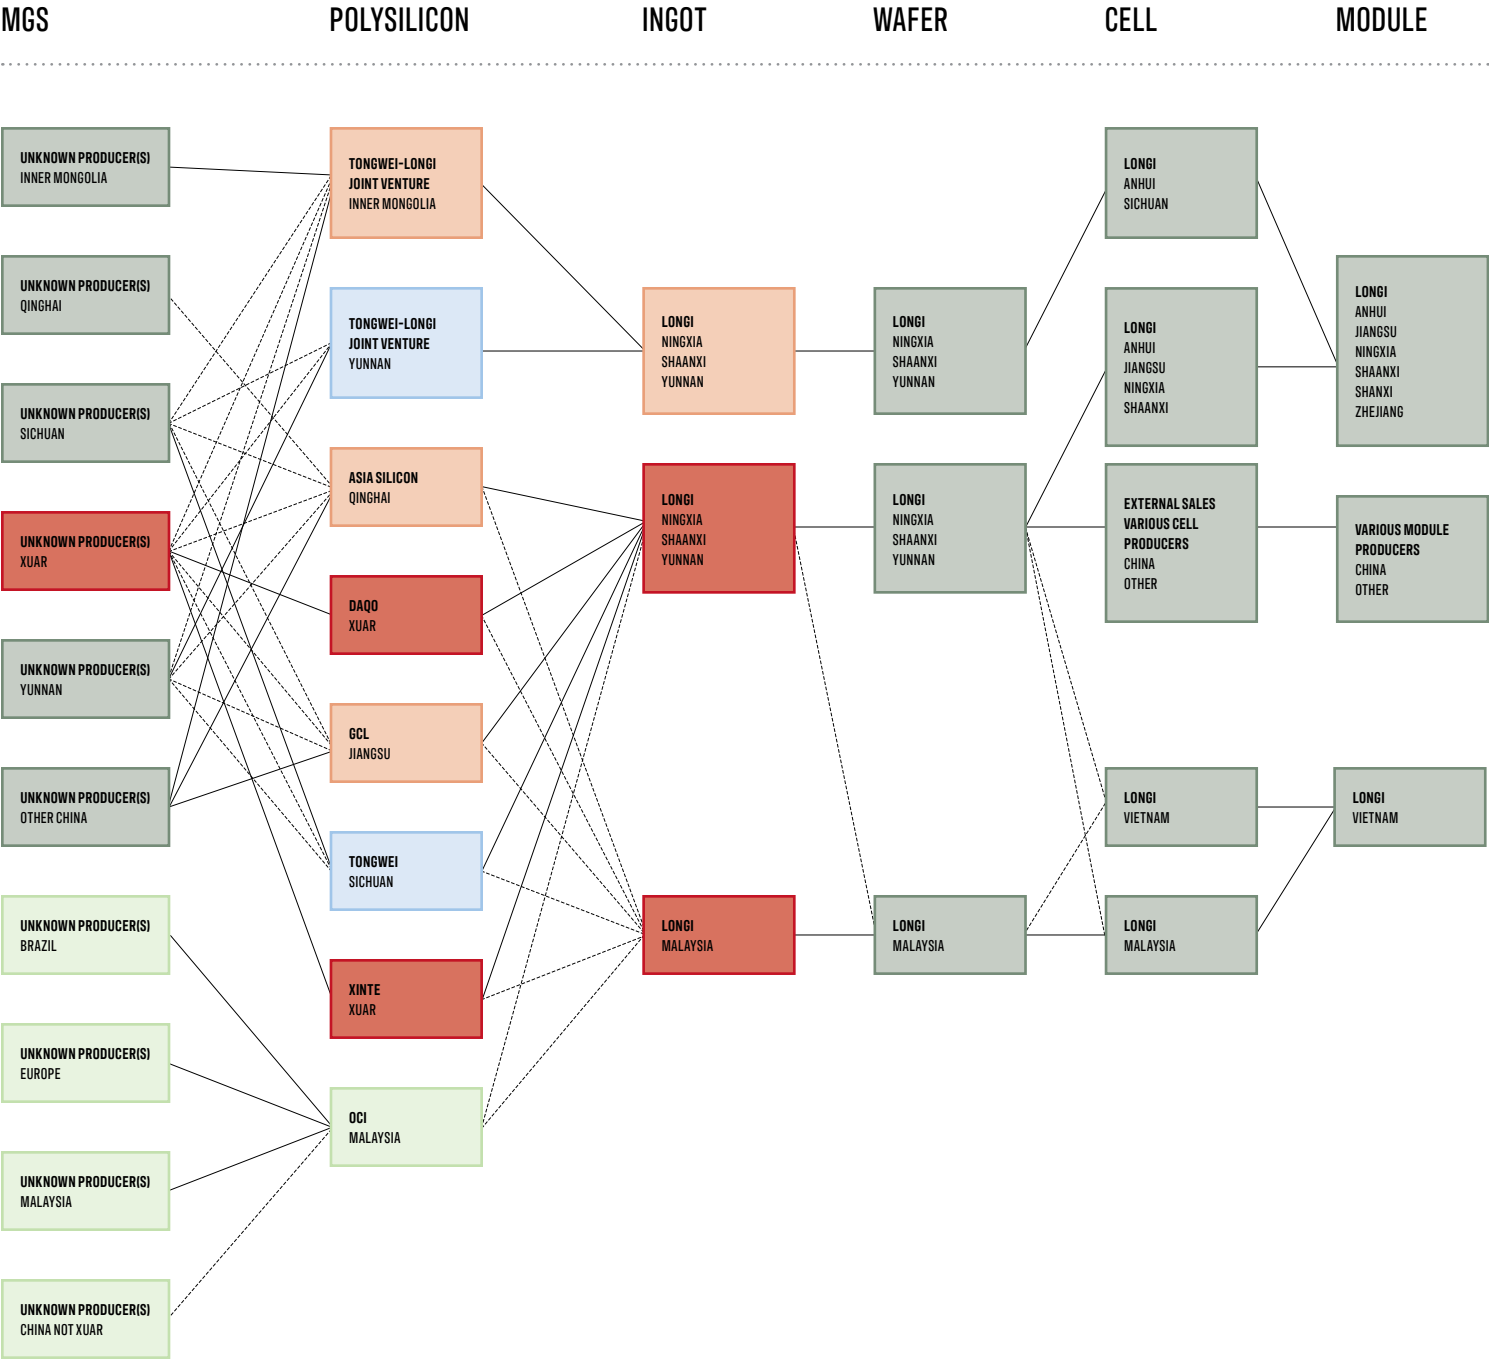 MGS
POLYSILICON
INGOT
WAFER
CELL
MODULE
UNKNOWN PRODUCER(S)
INNER MONGOLIA
UNKNOWN PRODUCER(S)
QINGHAI
UNKNOWN PRODUCER(S)
SICHUAN
UNKNOWN PRODUCER(S)
XUAR
UNKNOWN PRODUCER(S)
YUNNAN
UNKNOWN PRODUCER(S)
OTHER CHINA
UNKNOWN PRODUCER(S)
BRAZIL
UNKNOWN PRODUCER(S)
EUROPE
UNKNOWN PRODUCER(S)
MALAYSIA
UNKNOWN PRODUCER(S)
CHINA NOT XUAR
TONGWEI-LONGI
JOINT VENTURE
INNER MONGOLIA
TONGWEI-LONGI
JOINT VENTURE
YUNNAN
ASIA SILICON
QINGHAI
DAQO
XUAR
GCL
JIANGSU
TONGWEI
SICHUAN
XINTE
XUAR
OCI
MALAYSIA
LONGI
NINGXIA
SHAANXI
YUNNAN
LONGI
NINGXIA
SHAANXI
YUNNAN
LONGI
MALAYSIA
LONGI
NINGXIA
SHAANXI
YUNNAN
LONGI
NINGXIA
SHAANXI
YUNNAN
LONGI
MALAYSIA
LONGI
ANHUI
SICHUAN
LONGI
ANHUI
JIANGSU
NINGXIA
SHAANXI
EXTERNAL SALES
VARIOUS CELL
PRODUCERS
CHINA
OTHER
LONGI
VIETNAM
LONGI
MALAYSIA
LONGI
ANHUI
JIANGSU
NINGXIA
SHAANXI
SHANXI
ZHEJIANG
VARIOUS MODULE
PRODUCERS
CHINA
OTHER
LONGI
VIETNAM